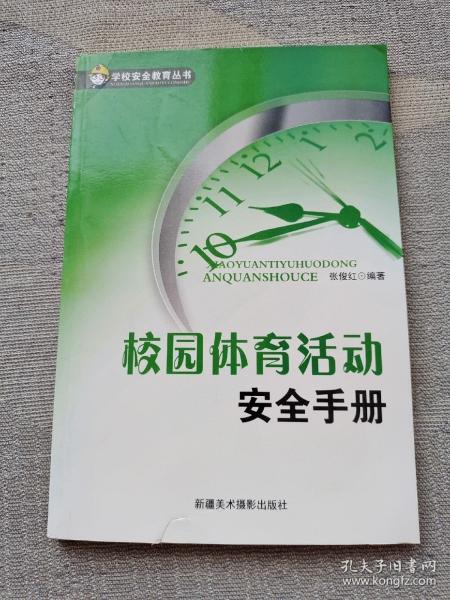 学校安全教育丛书
12
1
2
11
10
XIAOYUANTIYUHUODONG
ANQUANSHOUCE
张俊红⊙编著
校园体育活动
安全手册
新疆美术摄影出版社
孔夫子旧书网
www.kongfz.com